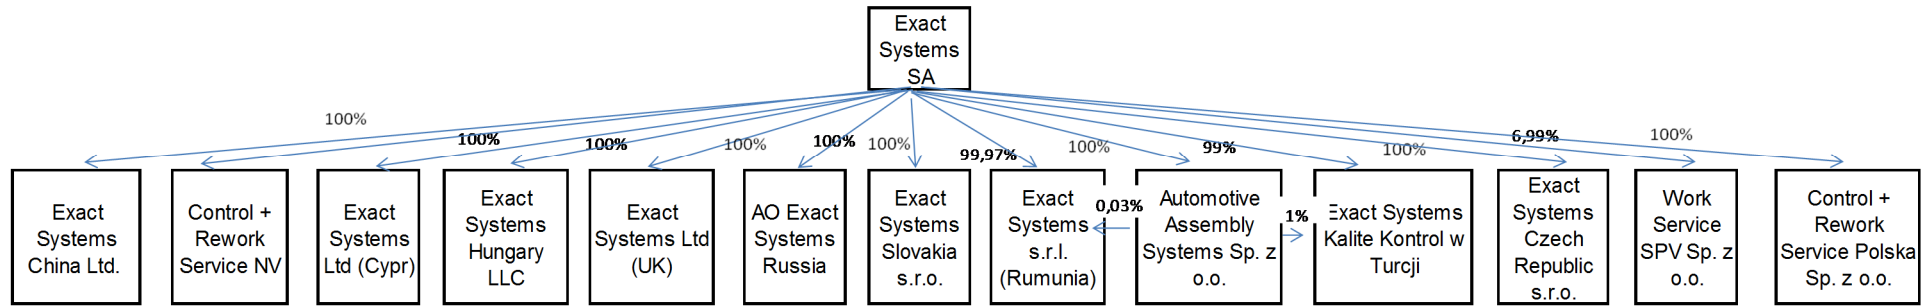 Exact
Systems
SA
100%
100%
100%
100%
100%
100%
99,97%
100%
99%
100%
6,99%
100%
Exact
Systems
China Ltd.
Control +
Rework
Service NV
Exact
Systems
Ltd (Cypr)
Exact
Systems
Hungary
LLC
Exact
Systems Ltd
(UK)
AO Exact
Systems
Russia
Exact
Systems
Slovakia
s.r.o.
Exact
Systems
s.r.l.
(Rumunia)
0,03%
Automotive
Assembly
Systems Sp. z
o.o.
1%
Exact Systems
Kalite Kontrol w
Turcji
Exact
Systems
Czech
Republic
s.r.o.
Work
Service
SPV Sp. z
o.o.
Control +
Rework
Service Polska
Sp. z o.o.